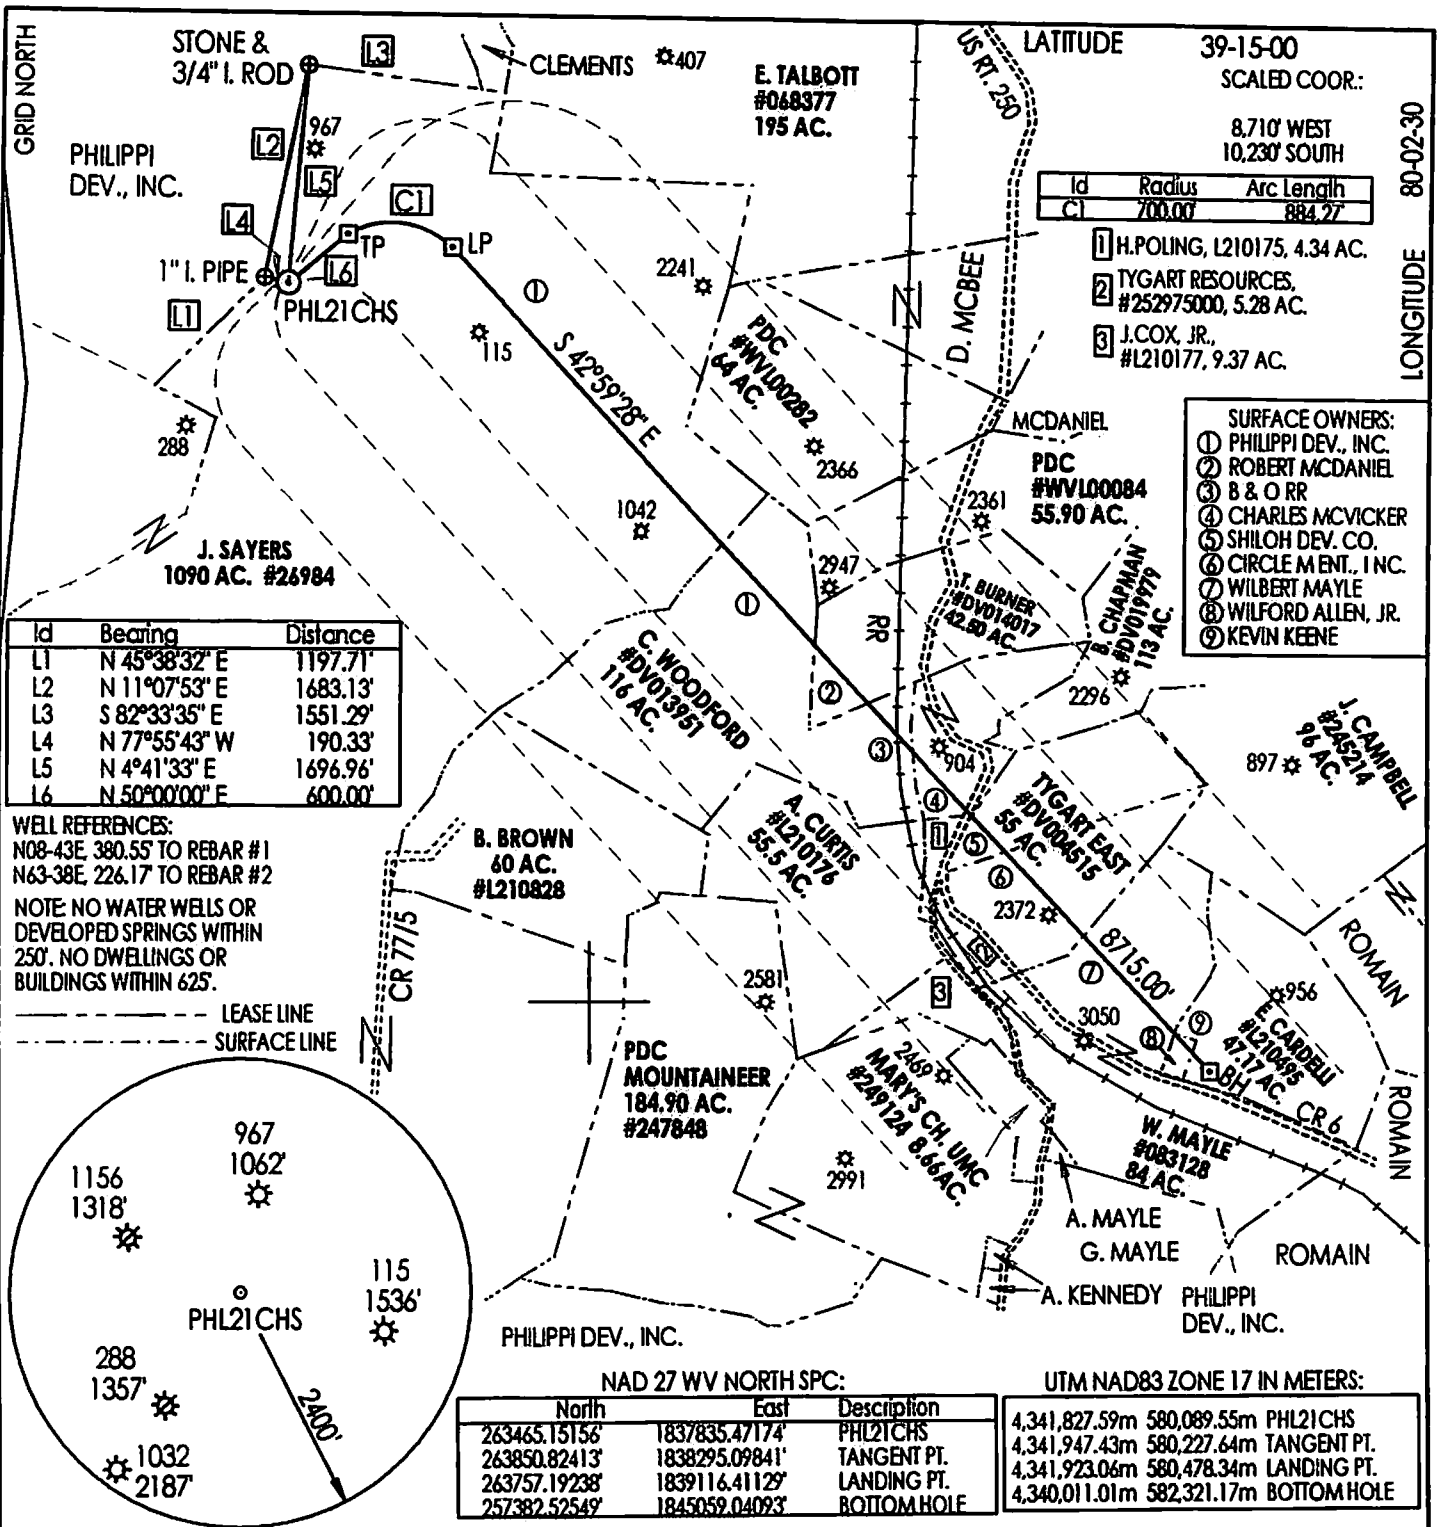 GRID NORTH
STONE &
3/4" I. ROD
L3
CLEMENTS
407
E. TALBOTT
#068377
195 AC.
US RT. 250
LATITUDE 39-15-00
SCALED COOR.:
8,710' WEST
10,230' SOUTH
LONGITUDE 80-02-30
PHILIPPI
DEV., INC.
L2
967
L5
L4
C1
TP
LP
1" I. PIPE
L6
PHL21CHS
L1
Id Radius Arc Length
C1 700.00' 884.27'
1 H.POLING, L210175, 4.34 AC.
2 TYGART RESOURCES,
#252975000, 5.28 AC.
3 J.COX, JR.,
#L210177, 9.37 AC.
D. MCBEE
2241
1
115
S 42°59'28" E
PDC
#WVL00282
64 AC.
288
2366
MCDANIEL
PDC
#WVL00084
55.90 AC.
2361
SURFACE OWNERS:
1 PHILIPPI DEV., INC.
2 ROBERT MCDANIEL
3 B & O RR
4 CHARLES MCVICKER
5 SHILOH DEV. CO.
6 CIRCLE M ENT., INC.
7 WILBERT MAYLE
8 WILFORD ALLEN, JR.
9 KEVIN KEENE
1042
J. SAYERS
1090 AC. #26984
2947
1
RR
T. BURNER
#DV014017
42.50 AC.
B. CHAPMAN
#DV019979
113 AC.
2296
Id Bearing Distance
L1 N 45°38'32" E 1197.71'
L2 N 11°07'53" E 1683.13'
L3 S 82°33'35" E 1551.29'
L4 N 77°55'43" W 190.33'
L5 N 4°41'33" E 1696.96'
L6 N 50°00'00" E 600.00'
C. WOODFORD
#DV013951
116 AC.
2
3
904
J. CAMPBELL
#245214
96 AC.
897
WELL REFERENCES:
N08-43E, 380.55' TO REBAR #1
N63-38E, 226.17' TO REBAR #2
NOTE: NO WATER WELLS OR
DEVELOPED SPRINGS WITHIN
250'. NO DWELLINGS OR
BUILDINGS WITHIN 625'.
LEASE LINE
SURFACE LINE
B. BROWN
60 AC.
#L210828
CR 77/5
A. CURTIS
#L210176
55.5 AC.
4
1
5 / 6
TYGART EAST
#DV004515
55 AC.
2372
8715.00'
2
7
3
2581
3050
8
9
956
BH
E. CARDELLI
#L210495
47.17 AC.
CR 6
ROMAIN
ROMAIN
PDC
MOUNTAINEER
184.90 AC.
#247848
2469
MARY'S CH. UMC
#249124 8.66AC.
2991
W. MAYLE
#083128
84 AC.
A. MAYLE
G. MAYLE
ROMAIN
A. KENNEDY
PHILIPPI
DEV., INC.
PHILIPPI DEV., INC.
967
1062'
1156
1318'
115
1536'
PHL21CHS
288
1357'
2400'
1032
2187'
NAD 27 WV NORTH SPC:
North East Description
263465.15156' 1837835.47174' PHL21CHS
263850.82413' 1838295.09841' TANGENT PT.
263757.19238' 1839116.41129' LANDING PT.
257382.52549' 1845059.04093' BOTTOM HOLE
UTM NAD83 ZONE 17 IN METERS:
4,341,827.59m 580,089.55m PHL21CHS
4,341,947.43m 580,227.64m TANGENT PT.
4,341,923.06m 580,478.34m LANDING PT.
4,340,011.01m 582,321.17m BOTTOM HOLE